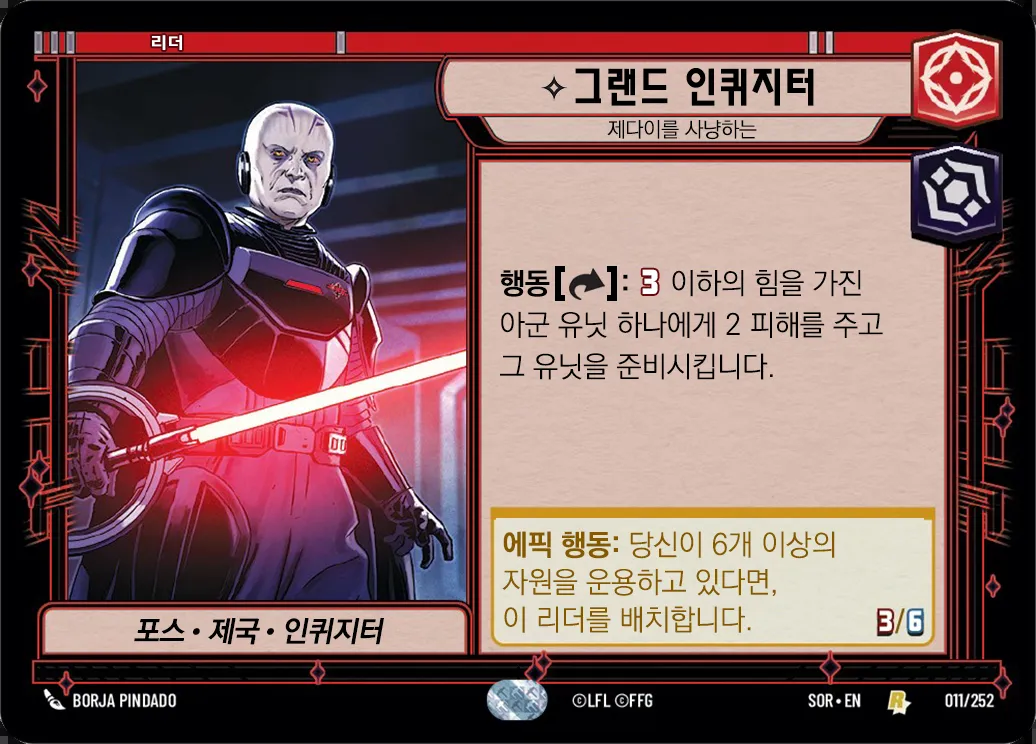 리더
✧그랜드 인퀴지터
제다이를 사냥하는
행동[]: 3 이하의 힘을 가진
아군 유닛 하나에게 2 피해를 주고
그 유닛을 준비시킵니다.
에픽 행동: 당신이 6개 이상의
자원을 운용하고 있다면,
이 리더를 배치합니다.
3/6
포스 • 제국 • 인퀴지터
BORJA PINDADO
©LFL ©FFG
SOR • EN
R
011/252